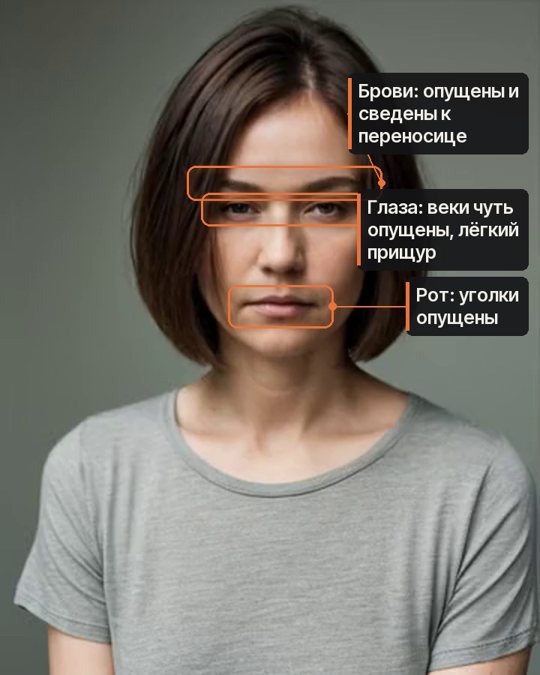 Брови: опущены и
сведены к
переносице
Глаза: веки чуть
опущены, лёгкий
прищур
Рот: уголки
опущены